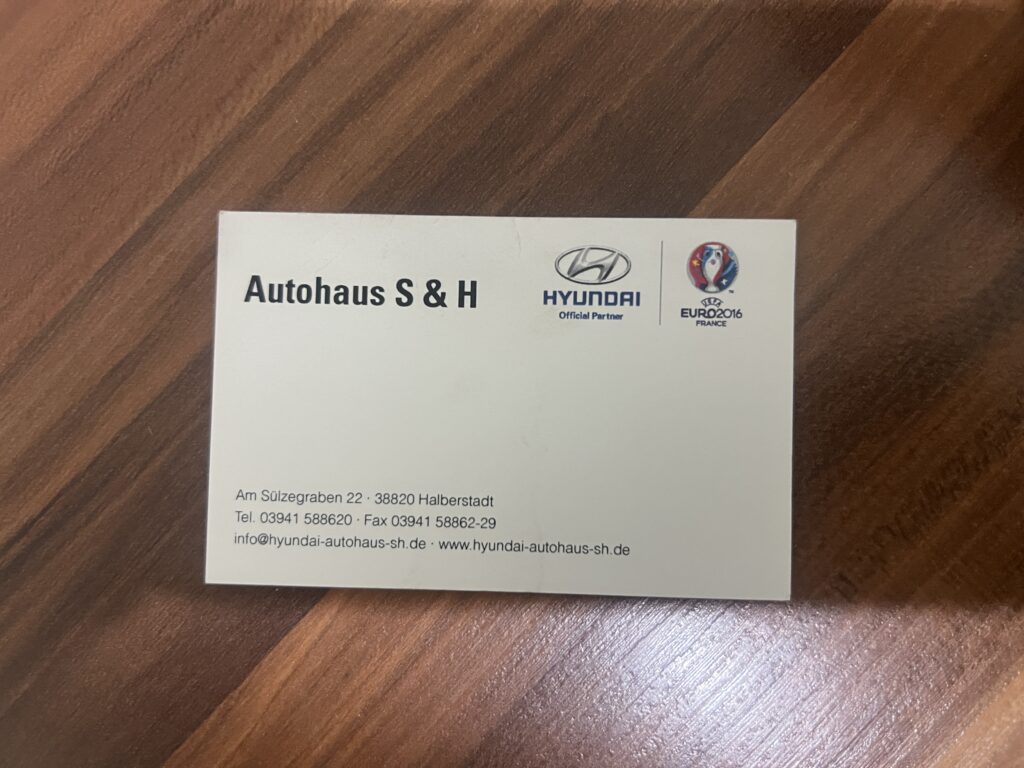 Autohaus S & H
HYUNDAI
Official Partner
UEFA
EURO2016
FRANCE
TM
Am Sülzegraben 22 · 38820 Halberstadt
Tel. 03941 588620 · Fax 03941 58862-29
info@hyundai-autohaus-sh.de · www.hyundai-autohaus-sh.de